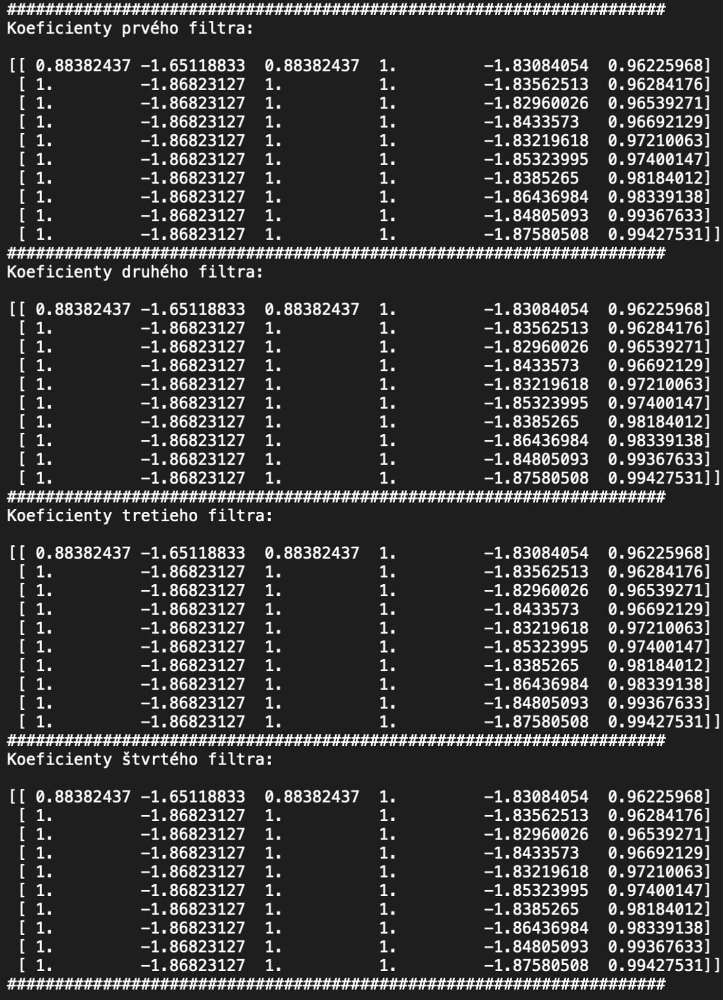 #####################################################################
Koeficienty prvého filtra:
[[ 0.88382437 -1.65118833  0.88382437  1.         -1.83084054  0.96225968]
 [ 1.         -1.86823127  1.          1.         -1.83562513  0.96284176]
 [ 1.         -1.86823127  1.          1.         -1.82960026  0.96539271]
 [ 1.         -1.86823127  1.          1.         -1.8433573   0.96692129]
 [ 1.         -1.86823127  1.          1.         -1.83219618  0.97210063]
 [ 1.         -1.86823127  1.          1.         -1.85323995  0.97400147]
 [ 1.         -1.86823127  1.          1.         -1.8385265   0.98184012]
 [ 1.         -1.86823127  1.          1.         -1.86436984  0.98339138]
 [ 1.         -1.86823127  1.          1.         -1.84805093  0.99367633]
 [ 1.         -1.86823127  1.          1.         -1.87580508  0.99427531]]
#####################################################################
Koeficienty druhého filtra:
[[ 0.88382437 -1.65118833  0.88382437  1.         -1.83084054  0.96225968]
 [ 1.         -1.86823127  1.          1.         -1.83562513  0.96284176]
 [ 1.         -1.86823127  1.          1.         -1.82960026  0.96539271]
 [ 1.         -1.86823127  1.          1.         -1.8433573   0.96692129]
 [ 1.         -1.86823127  1.          1.         -1.83219618  0.97210063]
 [ 1.         -1.86823127  1.          1.         -1.85323995  0.97400147]
 [ 1.         -1.86823127  1.          1.         -1.8385265   0.98184012]
 [ 1.         -1.86823127  1.          1.         -1.86436984  0.98339138]
 [ 1.         -1.86823127  1.          1.         -1.84805093  0.99367633]
 [ 1.         -1.86823127  1.          1.         -1.87580508  0.99427531]]
#####################################################################
Koeficienty tretieho filtra:
[[ 0.88382437 -1.65118833  0.88382437  1.         -1.83084054  0.96225968]
 [ 1.         -1.86823127  1.          1.         -1.83562513  0.96284176]
 [ 1.         -1.86823127  1.          1.         -1.82960026  0.96539271]
 [ 1.         -1.86823127  1.          1.         -1.8433573   0.96692129]
 [ 1.         -1.86823127  1.          1.         -1.83219618  0.97210063]
 [ 1.         -1.86823127  1.          1.         -1.85323995  0.97400147]
 [ 1.         -1.86823127  1.          1.         -1.8385265   0.98184012]
 [ 1.         -1.86823127  1.          1.         -1.86436984  0.98339138]
 [ 1.         -1.86823127  1.          1.         -1.84805093  0.99367633]
 [ 1.         -1.86823127  1.          1.         -1.87580508  0.99427531]]
#####################################################################
Koeficienty štvrtého filtra:
[[ 0.88382437 -1.65118833  0.88382437  1.         -1.83084054  0.96225968]
 [ 1.         -1.86823127  1.          1.         -1.83562513  0.96284176]
 [ 1.         -1.86823127  1.          1.         -1.82960026  0.96539271]
 [ 1.         -1.86823127  1.          1.         -1.8433573   0.96692129]
 [ 1.         -1.86823127  1.          1.         -1.83219618  0.97210063]
 [ 1.         -1.86823127  1.          1.         -1.85323995  0.97400147]
 [ 1.         -1.86823127  1.          1.         -1.8385265   0.98184012]
 [ 1.         -1.86823127  1.          1.         -1.86436984  0.98339138]
 [ 1.         -1.86823127  1.          1.         -1.84805093  0.99367633]
 [ 1.         -1.86823127  1.          1.         -1.87580508  0.99427531]]
#####################################################################